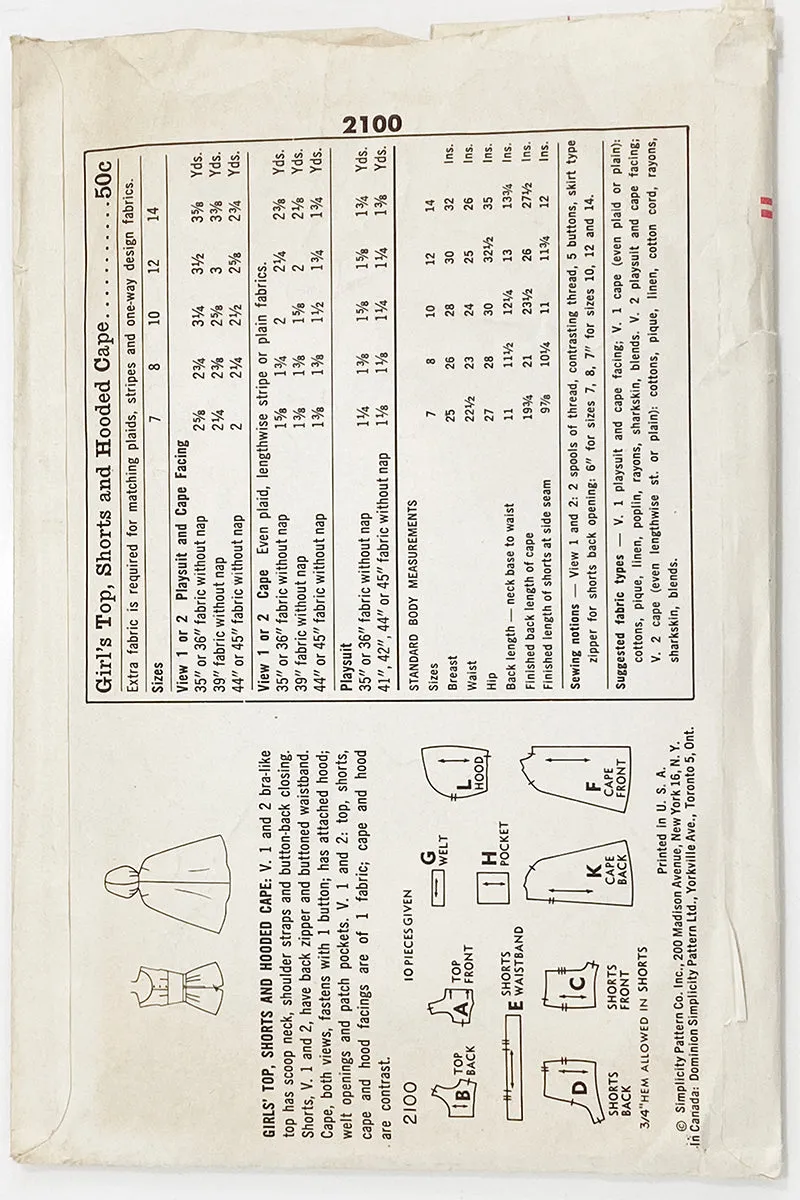 2100
Girl's Top, Shorts and Hooded Cape............50c
Extra fabric is required for matching plaids, stripes and one-way design fabrics.
Sizes 7 8 10 12 14
View 1 or 2 Playsuit and Cape Facing
35" or 36" fabric without nap 2⅝ 2¾ 3¼ 3½ 3⅝ Yds.
39" fabric without nap 2¼ 2⅜ 2⅝ 3 3⅜ Yds.
44" or 45" fabric without nap 2 2¼ 2½ 2⅝ 2¾ Yds.
View 1 or 2 Cape Even plaid, lengthwise stripe or plain fabrics.
35" or 36" fabric without nap 1⅝ 1¾ 2 2¼ 2⅜ Yds.
39" fabric without nap 1⅜ 1⅜ 1⅝ 2 2⅛ Yds.
44" or 45" fabric without nap 1⅜ 1⅜ 1½ 1¾ 1¾ Yds.
Playsuit
35" or 36" fabric without nap 1¼ 1⅜ 1⅝ 1⅝ 1¾ Yds.
41", 42", 44" or 45" fabric without nap 1⅛ 1⅛ 1¼ 1¼ 1⅜ Yds.
STANDARD BODY MEASUREMENTS
Sizes 7 8 10 12 14
Breast 25 26 28 30 32 Ins.
Waist 22½ 23 24 25 26 Ins.
Hip 27 28 30 32½ 35 Ins.
Back length — neck base to waist 11 11½ 12¼ 13 13¾ Ins.
Finished back length of cape 19¾ 21 23½ 26 27½ Ins.
Finished length of shorts at side seam 9⅞ 10¼ 11 11¾ 12 Ins.
Sewing notions — View 1 and 2: 2 spools of thread, contrasting thread, 5 buttons, skirt type
zipper for shorts back opening: 6" for sizes 7, 8, 7" for sizes 10, 12 and 14.
Suggested fabric types — V. 1 playsuit and cape facing; V. 1 cape (even plaid or plain):
cottons, pique, linen, poplin, rayons, sharkskin, blends. V. 2 playsuit and cape facing;
V. 2 cape (even lengthwise st. or plain): cottons, pique, linen, cotton cord, rayons,
sharkskin, blends.
GIRLS' TOP, SHORTS AND HOODED CAPE: V. 1 and 2 bra-like
top has scoop neck, shoulder straps and button-back closing.
Shorts, V. 1 and 2, have back zipper and buttoned waistband.
Cape, both views, fastens with 1 button; has attached hood;
welt openings and patch pockets. V. 1 and 2: top, shorts,
cape and hood facings are of 1 fabric; cape and hood
are contrast.
2100 10 PIECES GIVEN
B TOP BACK
A TOP FRONT
G WELT
L HOOD
E SHORTS WAISTBAND
H POCKET
D SHORTS BACK
C SHORTS FRONT
K CAPE BACK
F CAPE FRONT
3/4"HEM ALLOWED IN SHORTS
Printed in U. S. A.
© Simplicity Pattern Co. Inc., 200 Madison Avenue, New York 16, N. Y.
In Canada: Dominion Simplicity Pattern Ltd., Yorkville Ave., Toronto 5, Ont.